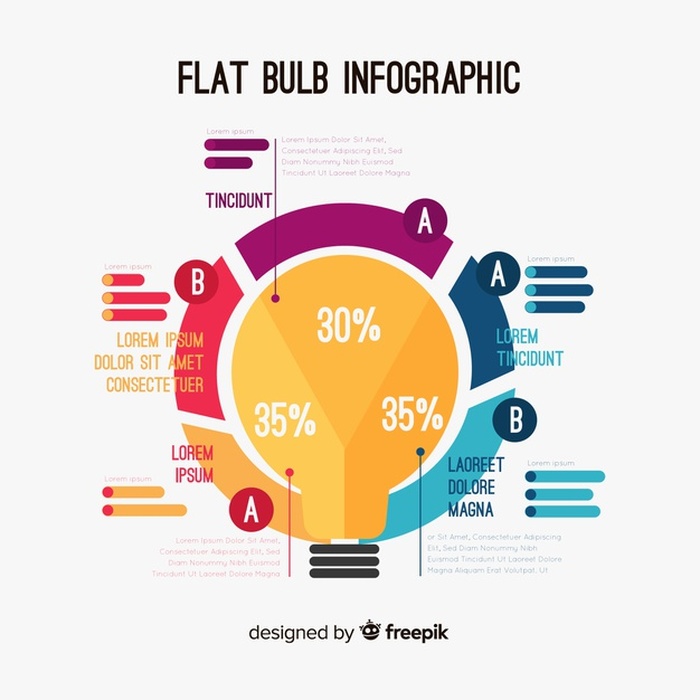 FLAT BULB INFOGRAPHIC
Lorem ipsum
Lorem Ipsum Dolor Sit Amet,
Consectetuer Adipiscing Elit, Sed
Diam Nonummy Nibh Euismod
Tincidunt Ut Laoreet Dolore Magna
TINCIDUNT
A
Lorem ipsum
B
LOREM IPSUM
DOLOR SIT AMET
CONSECTETUER
A
Lorem ipsum
LOREM
TINCIDUNT
30%
35%
35%
B
LOREM
IPSUM
Lorem ipsum
A
Lorem Ipsum Dolor Sit Amet,
Consectetuer Adipiscing Elit, Sed
Diam Nonummy Nibh Euismod
Tincidunt Ut Laoreet Dolore Magna
LAOREET
DOLORE
MAGNA
Lorem ipsum
or Sit Amet, Consectetuer Adipiscing
Elit, Sed Diam Nonummy Nibh
Euismod Tincidunt Ut Laoreet Dolore
Magna Aliquam Erat Volutpat. Ut
designed by freepik